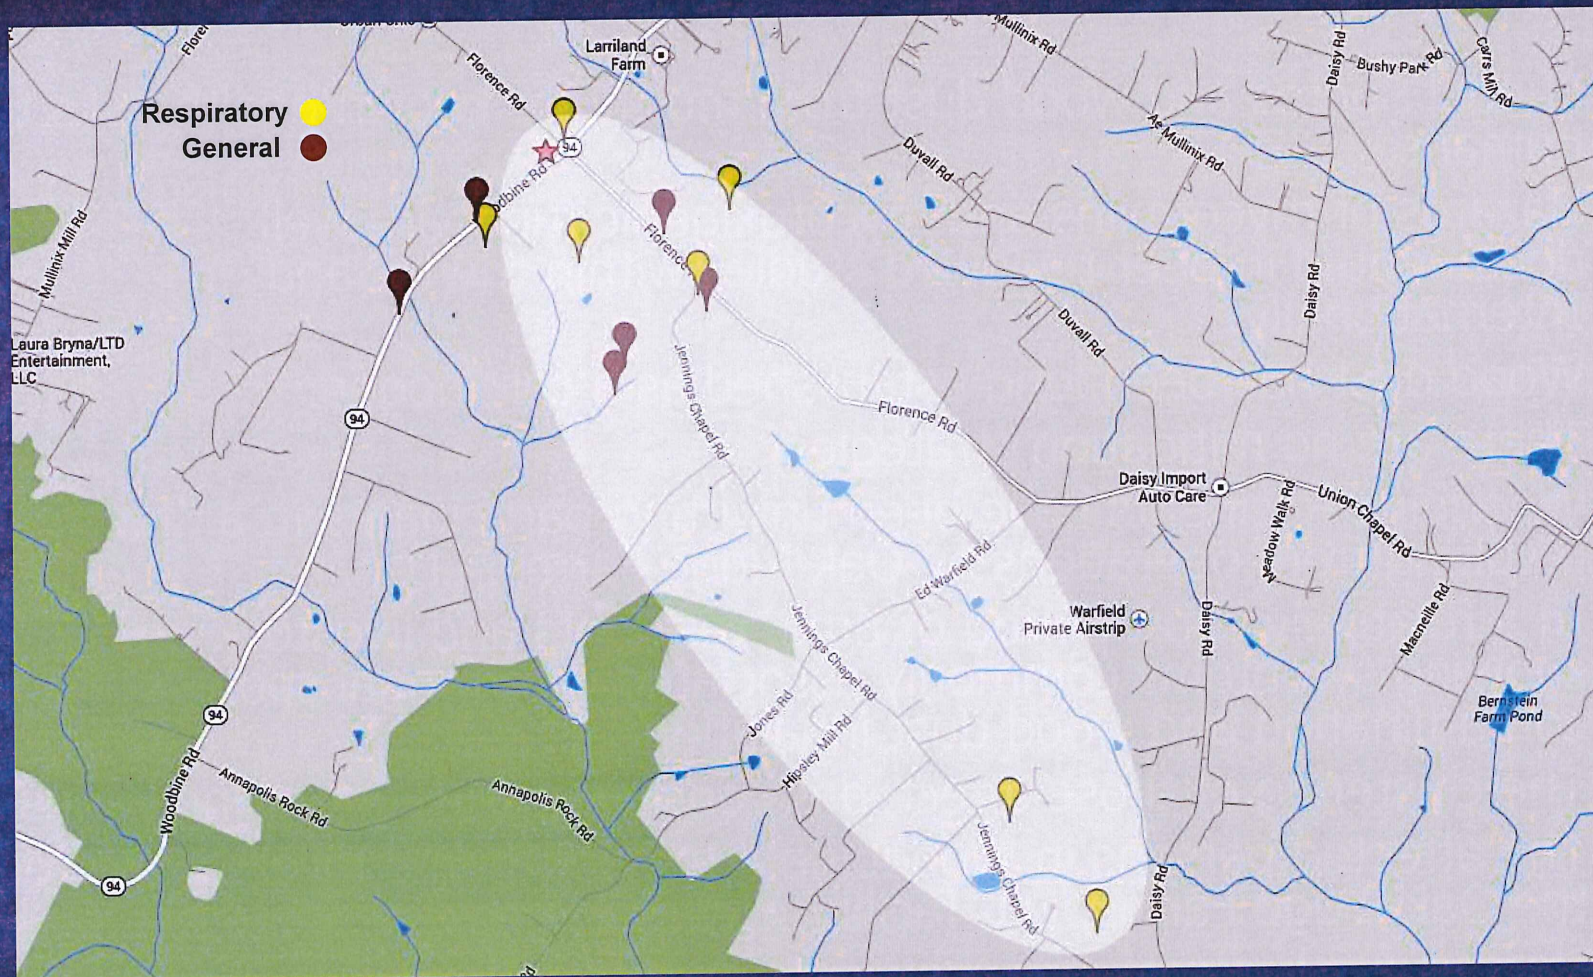 Florence Rd
Larriland
Farm
Mullinix Rd
Daisy Rd
Bushy Park Rd
Carrs Mill Rd
Respiratory
General
94
Ae Mullinix Rd
Duvall Rd
Mullinix Mill Rd
Florence
Daisy Rd
Duvall Rd
Laura Bryna/LTD
Entertainment,
LLC
Jennings Chapel Rd
94
Florence Rd
Daisy Import
Auto Care
Meadow Walk Rd
Union Chapel Rd
Ed Warfield Rd
Warfield
Private Airstrip
Daisy Rd
Macneille Rd
Jennings Chapel Rd
94
Jones Rd
Hipsley Mill Rd
Bernstein
Farm Pond
Woodbine Rd
Annapolis Rock Rd
Annapolis Rock Rd
Jennings Chapel Rd
94
Daisy Rd